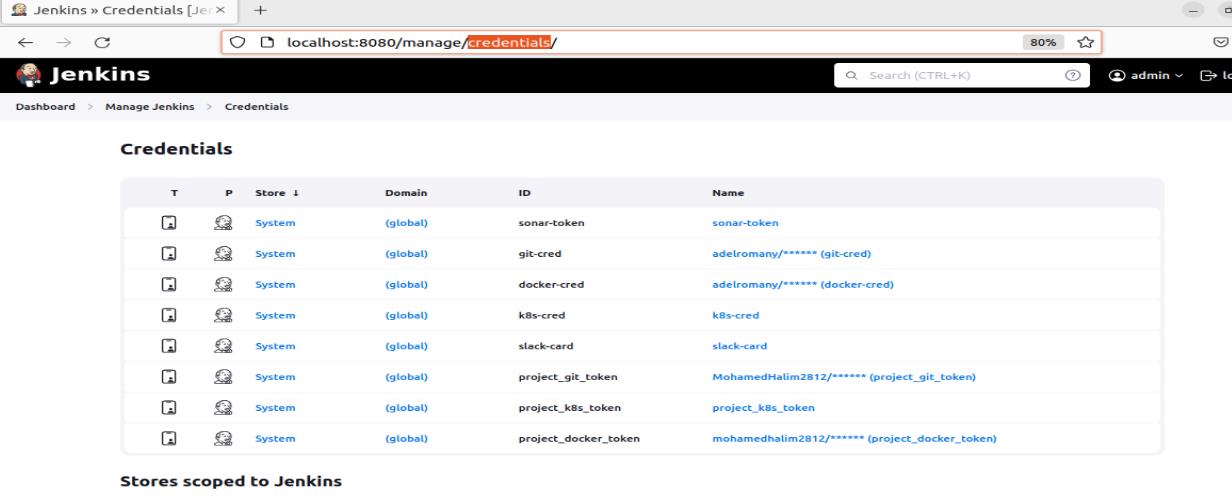 Jenkins » Credentials [Jer
localhost:8080/manage/credentials/ 80%
Jenkins Search (CTRL+K) admin
Dashboard > Manage Jenkins > Credentials
Credentials
T P Store ↓ Domain ID Name
System (global) sonar-token sonar-token
System (global) git-cred adelromany/****** (git-cred)
System (global) docker-cred adelromany/****** (docker-cred)
System (global) k8s-cred k8s-cred
System (global) slack-card slack-card
System (global) project_git_token MohamedHalim2812/****** (project_git_token)
System (global) project_k8s_token project_k8s_token
System (global) project_docker_token mohamedhalim2812/****** (project_docker_token)
Stores scoped to Jenkins